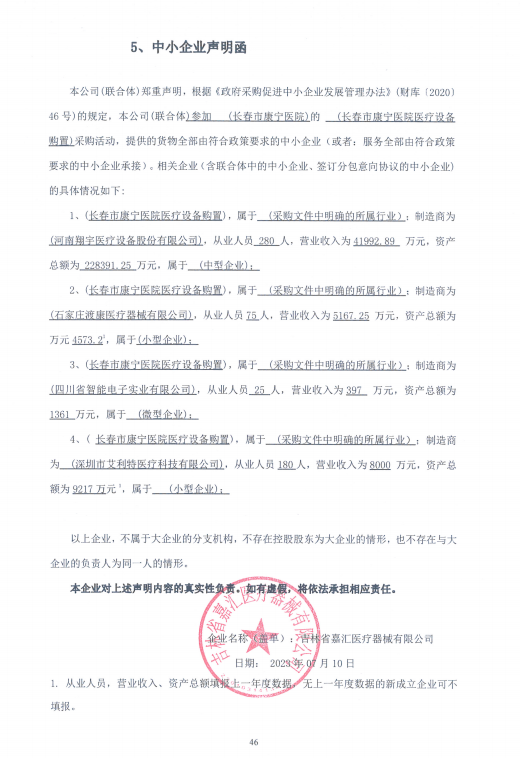 5、中小企业声明函
本公司(联合体)郑重声明，根据《政府采购促进中小企业发展管理办法》(财库〔2020〕
46 号)的规定，本公司(联合体)参加 (长春市康宁医院)的 (长春市康宁医院医疗设备
购置)采购活动，提供的货物全部由符合政策要求的中小企业（或者：服务全部由符合政策
要求的中小企业承接）。相关企业（含联合体中的中小企业、签订分包意向协议的中小企业)
的具体情况如下:
1、(长春市康宁医院医疗设备购置)，属于 (采购文件中明确的所属行业)；制造商为
(河南翔宇医疗设备股份有限公司)，从业人员 280 人，营业收入为 41992.89 万元，资产
总额为 228391.25 万元，属于 (中型企业)；
2、(长春市康宁医院医疗设备购置)，属于 (采购文件中明确的所属行业)；制造商为
(石家庄渡康医疗器械有限公司)，从业人员 75 人，营业收入为 5167.25 万元，资产总额为
万元 4573.2²，属于(小型企业)；
3、(长春市康宁医院医疗设备购置)，属于 (采购文件中明确的所属行业)；制造商为
(四川省智能电子实业有限公司)，从业人员 25 人，营业收入为 397 万元，资产总额为
1361 万元，属于 (微型企业)；
4、( 长春市康宁医院医疗设备购置)，属于 (采购文件中明确的所属行业)；制造商
为 (深圳市艾利特医疗科技有限公司)，从业人员 180 人，营业收入为 8000 万元，资产总
额为 9217 万元³，属于 (小型企业)；
以上企业，不属于大企业的分支机构，不存在控股股东为大企业的情形，也不存在与大
企业的负责人为同一人的情形。
本企业对上述声明内容的真实性负责。如有虚假，将依法承担相应责任。
企业名称（盖章）：吉林省嘉汇医疗器械有限公司
日期： 2023 年 07 月 10 日
吉林省嘉汇医疗器械有限公司
1. 从业人员，营业收入、资产总额填报上一年度数据，无上一年度数据的新成立企业可不
填报。
46